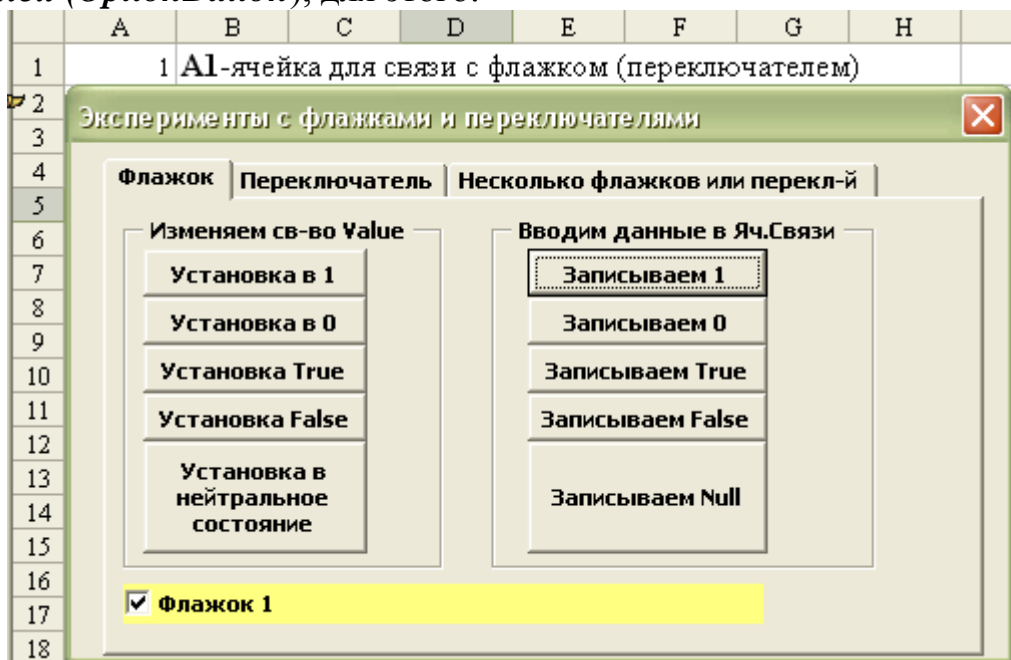 (OptionButton), для этого:
A B C D E F G H
1 1 A1-ячейка для связи с флажком (переключателем)
2
Эксперименты с флажками и переключателями
3
4 Флажок Переключатель Несколько флажков или перекл-й
5
6 Изменяем св-во Value Вводим данные в Яч.Связи
7 Установка в 1 Записываем 1
8 Установка в 0 Записываем 0
9
10 Установка True Записываем True
11 Установка False Записываем False
12
13 Установка в
нейтральное
состояние
Записываем Null
14
15
16
17 Флажок 1
18